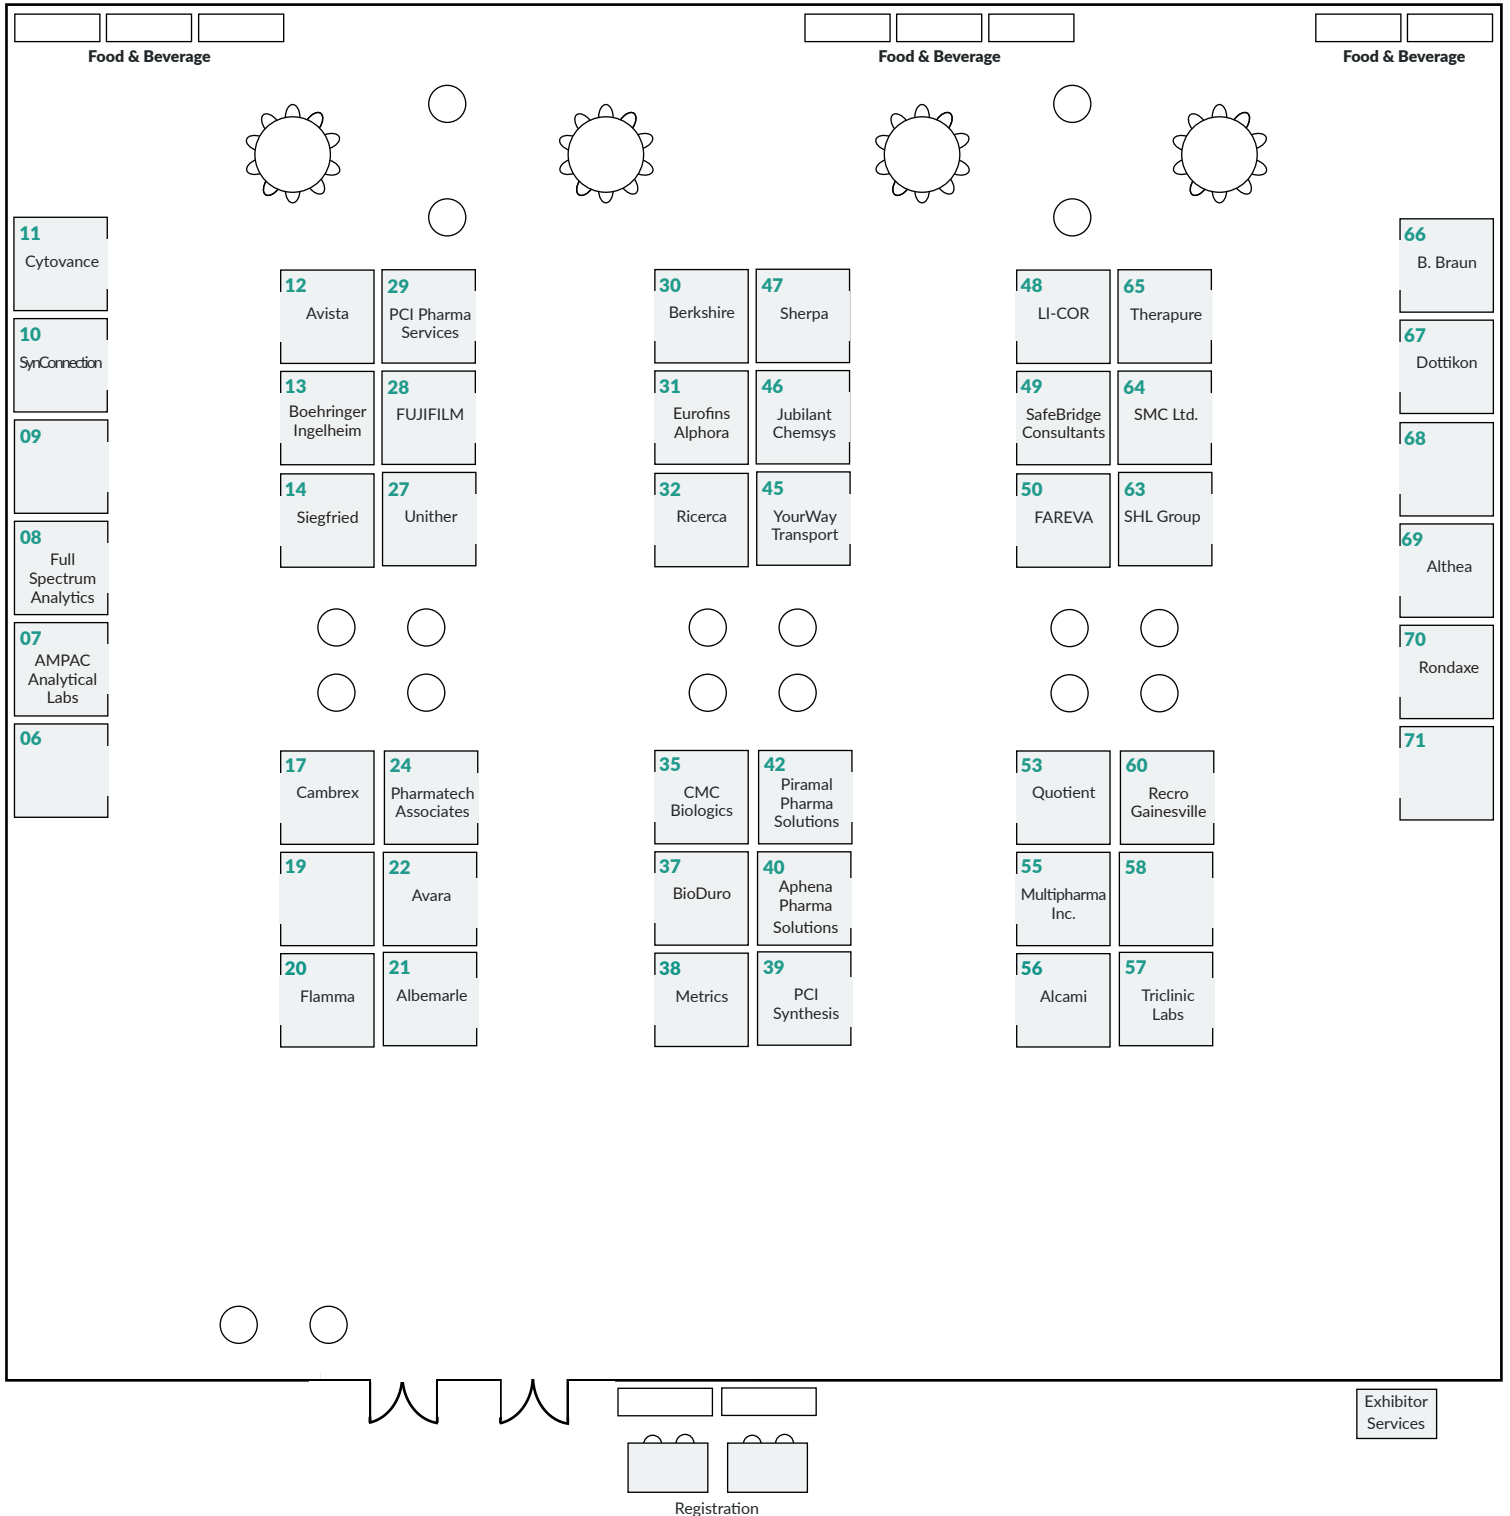 Food & Beverage
Food & Beverage
Food & Beverage
11
Cytovance
10
SynConnection
09
08
Full
Spectrum
Analytics
07
AMPAC
Analytical
Labs
06
12
Avista
29
PCI Pharma
Services
13
Boehringer
Ingelheim
28
FUJIFILM
14
Siegfried
27
Unither
30
Berkshire
47
Sherpa
31
Eurofins
Alphora
46
Jubilant
Chemsys
32
Ricerca
45
YourWay
Transport
48
LI-COR
65
Therapure
49
SafeBridge
Consultants
64
SMC Ltd.
50
FAREVA
63
SHL Group
66
B. Braun
67
Dottikon
68
69
Althea
70
Rondaxe
71
17
Cambrex
24
Pharmatech
Associates
19
22
Avara
20
Flamma
21
Albemarle
35
CMC
Biologics
42
Piramal
Pharma
Solutions
37
BioDuro
40
Aphena
Pharma
Solutions
38
Metrics
39
PCI
Synthesis
53
Quotient
60
Recro
Gainesville
55
Multipharma
Inc.
58
56
Alcami
57
Triclinic
Labs
Exhibitor
Services
Registration